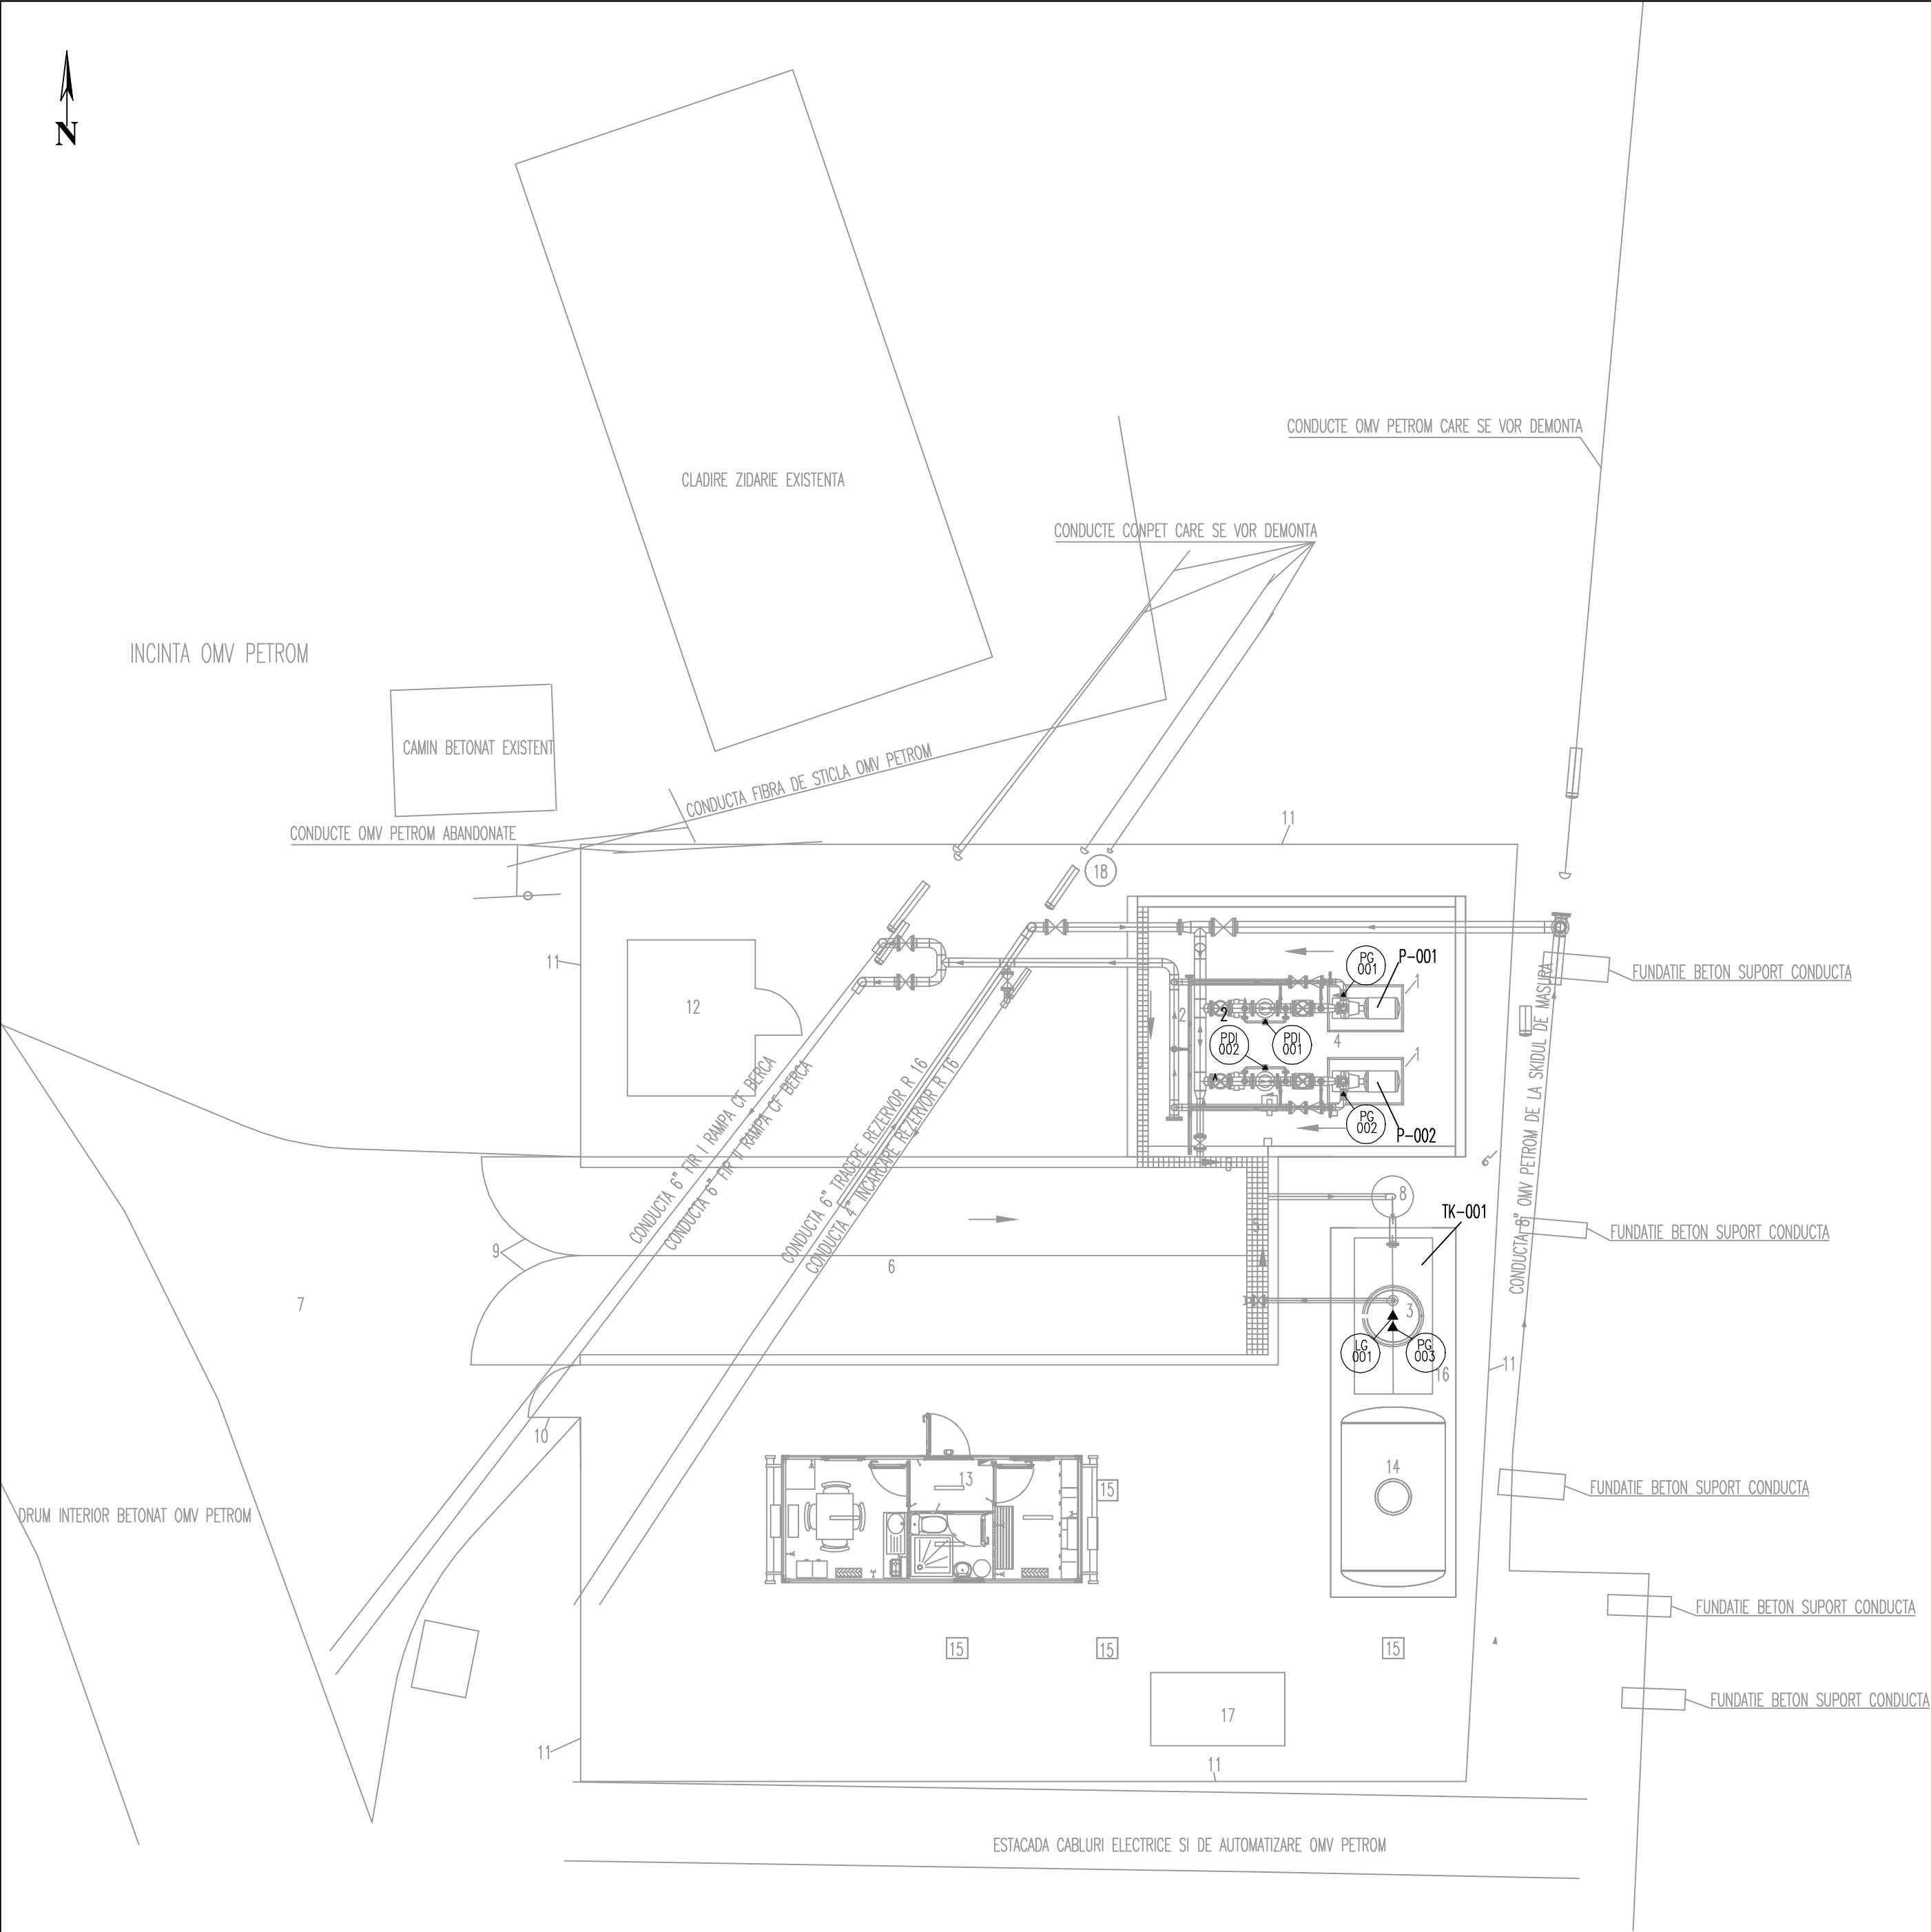 N
CONDUCTE OMV PETROM CARE SE VOR DEMONTA
CLADIRE ZIDARIE EXISTENTA
CONDUCTE CONPET CARE SE VOR DEMONTA
INCINTA OMV PETROM
CAMIN BETONAT EXISTENT
CONDUCTA FIBRA DE STICLA OMV PETROM
CONDUCTE OMV PETROM ABANDONATE
11
18
11
12
PG
001
P-001
1
FUNDATIE BETON SUPORT CONDUCTA
2
2
PDI
002
PDI
001
4
1
PG
002
P-002
CONDUCTA 6" FIR I RAMPA CF BERCA
CONDUCTA 6" FIR II RAMPA CF BERCA
CONDUCTA 6" TRAGERE REZERVOR R 16
CONDUCTA 4" INCARCARE REZERVOR R 16
CONDUCTA 8" OMV PETROM DE LA SKIDUL DE MASURA
8
TK-001
5
FUNDATIE BETON SUPORT CONDUCTA
9
6
7
3
LG
001
PG
003
16
11
10
13
14
15
FUNDATIE BETON SUPORT CONDUCTA
DRUM INTERIOR BETONAT OMV PETROM
FUNDATIE BETON SUPORT CONDUCTA
15
15
15
17
FUNDATIE BETON SUPORT CONDUCTA
11
11
ESTACADA CABLURI ELECTRICE SI DE AUTOMATIZARE OMV PETROM